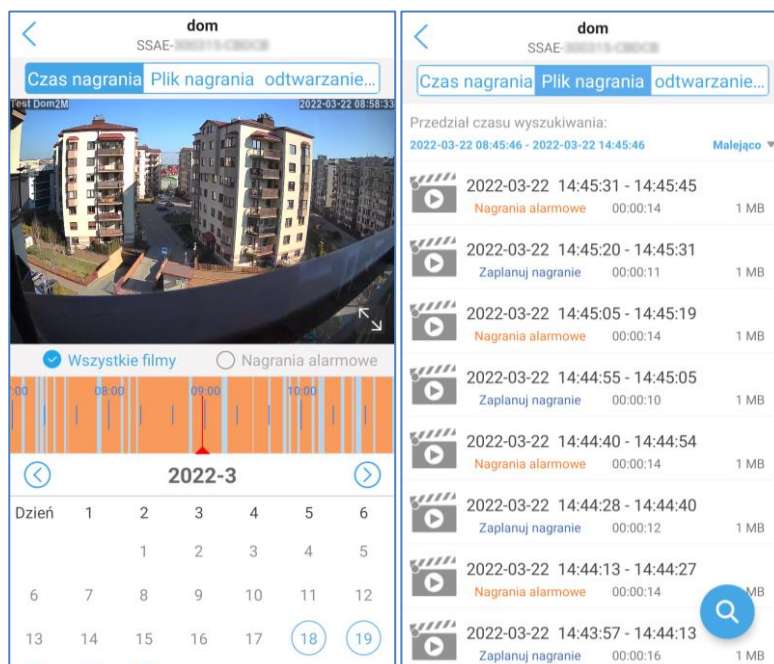 dom
SSAE-
Czas nagrania Plik nagrania odtwarzanie...
Test Dom2M 2022-03-22 08:58:33
Wszystkie filmy Nagrania alarmowe
:00 08:00 09:00 10:00
2022-3
Dzień 1 2 3 4 5 6
1 2 3 4 5
6 7 8 9 10 11 12
13 14 15 16 17 18 19
dom
SSAE-
Czas nagrania Plik nagrania odtwarzanie...
Przedział czasu wyszukiwania:
2022-03-22 08:45:46 - 2022-03-22 14:45:46 Malejąco
2022-03-22 14:45:31 - 14:45:45
Nagrania alarmowe 00:00:14 1 MB
2022-03-22 14:45:20 - 14:45:31
Zaplanuj nagranie 00:00:11 1 MB
2022-03-22 14:45:05 - 14:45:19
Nagrania alarmowe 00:00:14 1 MB
2022-03-22 14:44:55 - 14:45:05
Zaplanuj nagranie 00:00:10 1 MB
2022-03-22 14:44:40 - 14:44:54
Nagrania alarmowe 00:00:14 1 MB
2022-03-22 14:44:28 - 14:44:40
Zaplanuj nagranie 00:00:12 1 MB
2022-03-22 14:44:13 - 14:44:27
Nagrania alarmowe 00:00:14 MB
2022-03-22 14:43:57 - 14:44:13
Zaplanuj nagranie 00:00:16 1 MB